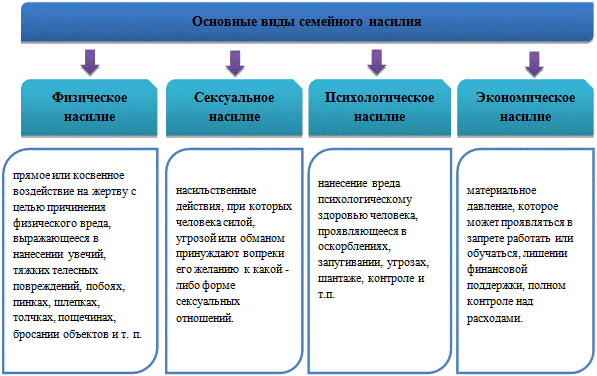 Основные виды семейного насилия
Физическое
насилие
Сексуальное
насилие
Психологическое
насилие
Экономическое
насилие
прямое или косвенное
воздействие на жертву с
целью причинения
физического вреда,
выражающееся в
нанесении увечий,
тяжких телесных
повреждений, побоях,
пинках, шлепках,
толчках, пощечинах,
бросании объектов и т. п.
насильственные
действия, при которых
человека силой,
угрозой или обманом
принуждают вопреки
его желанию к какой -
либо форме
сексуальных
отношений.
нанесение вреда
психологическому
здоровью человека,
проявляющееся в
оскорблениях,
запугивании, угрозах,
шантаже, контроле и
т.п.
материальное
давление, которое
может проявляться в
запрете работать или
обучаться, лишении
финансовой
поддержки, полном
контроле над
расходами.